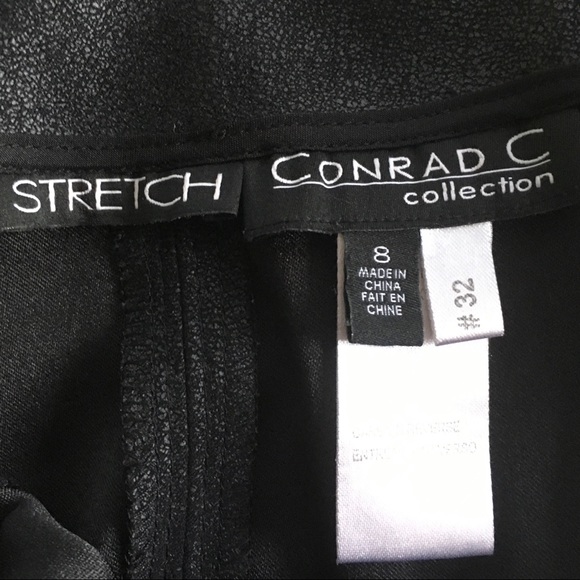 STRETCH
CONRAD C
collection
8
MADE IN
CHINA
FAIT EN
CHINE
# 32